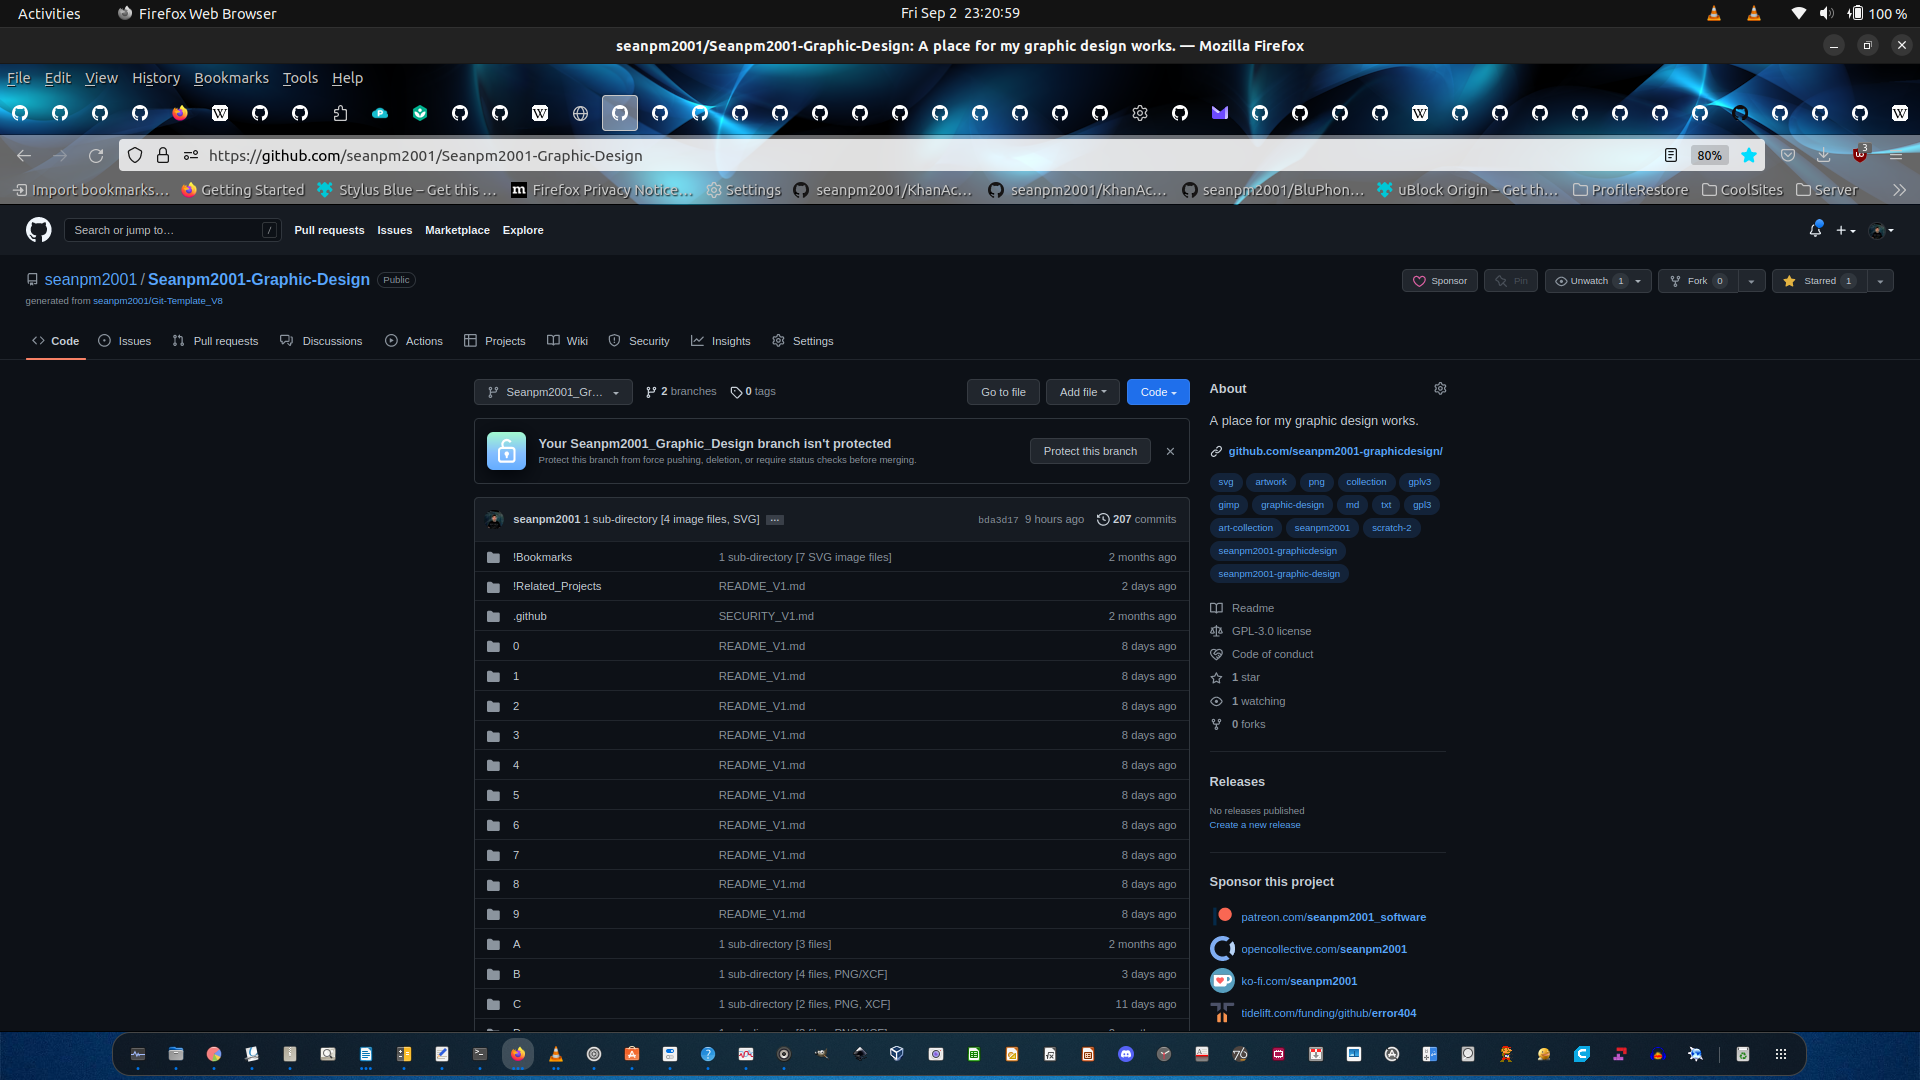 Activities
Firefox Web Browser
Fri Sep 2 23:20:59
100 %
seanpm2001/Seanpm2001-Graphic-Design: A place for my graphic design works. — Mozilla Firefox
File Edit View History Bookmarks Tools Help
https://github.com/seanpm2001/Seanpm2001-Graphic-Design
80%
3
Import bookmarks…
Getting Started
Stylus Blue – Get this …
Firefox Privacy Notice…
Settings
seanpm2001/KhanAc…
seanpm2001/KhanAc…
seanpm2001/BluPhon…
uBlock Origin – Get th…
ProfileRestore
CoolSites
Server
Search or jump to…
/
Pull requests
Issues
Marketplace
Explore
seanpm2001 / Seanpm2001-Graphic-Design
Public
generated from seanpm2001/Git-Template_V8
Sponsor
Pin
Unwatch 1
Fork 0
Starred 1
Code
Issues
Pull requests
Discussions
Actions
Projects
Wiki
Security
Insights
Settings
Seanpm2001_Gr…
2 branches
0 tags
Go to file
Add file
Code
Your Seanpm2001_Graphic_Design branch isn't protected
Protect this branch from force pushing, deletion, or require status checks before merging.
Protect this branch
seanpm2001 1 sub-directory [4 image files, SVG] …
bda3d17 9 hours ago
207 commits
!Bookmarks 1 sub-directory [7 SVG image files] 2 months ago
!Related_Projects README_V1.md 2 days ago
.github SECURITY_V1.md 2 months ago
0 README_V1.md 8 days ago
1 README_V1.md 8 days ago
2 README_V1.md 8 days ago
3 README_V1.md 8 days ago
4 README_V1.md 8 days ago
5 README_V1.md 8 days ago
6 README_V1.md 8 days ago
7 README_V1.md 8 days ago
8 README_V1.md 8 days ago
9 README_V1.md 8 days ago
A 1 sub-directory [3 files] 2 months ago
B 1 sub-directory [4 files, PNG/XCF] 3 days ago
C 1 sub-directory [2 files, PNG, XCF] 11 days ago
About
A place for my graphic design works.
github.com/seanpm2001-graphicdesign/
svg artwork png collection gplv3
gimp graphic-design md txt gpl3
art-collection seanpm2001 scratch-2
seanpm2001-graphicdesign
seanpm2001-graphic-design
Readme
GPL-3.0 license
Code of conduct
1 star
1 watching
0 forks
Releases
No releases published
Create a new release
Sponsor this project
patreon.com/seanpm2001_software
opencollective.com/seanpm2001
ko-fi.com/seanpm2001
tidelift.com/funding/github/error404